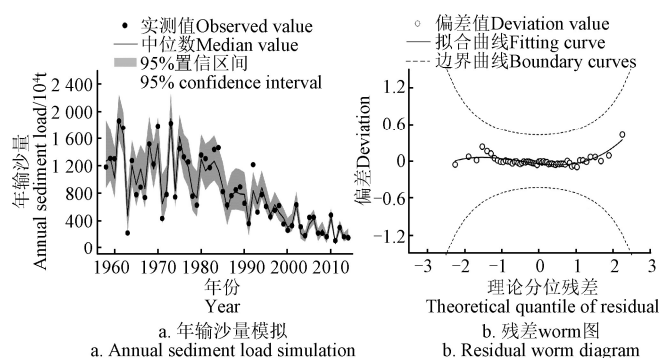 实测值Observed value
中位数Median value
95%置信区间
95% confidence interval
年输沙量
Annual sediment load/10⁴t
2 400
2 000
1 600
1 200
800
400
0
1960 1970 1980 1990 2000 2010
年份
Year
a. 年输沙量模拟
a. Annual sediment load simulation
偏差值Deviation value
拟合曲线Fitting curve
边界曲线Boundary curves
偏差Deviation
1.2
0.6
0
−0.6
−1.2
−3 −2 −1 0 1 2 3
理论分位残差
Theoretical quantile of residual
b. 残差worm图
b. Residual worm diagram